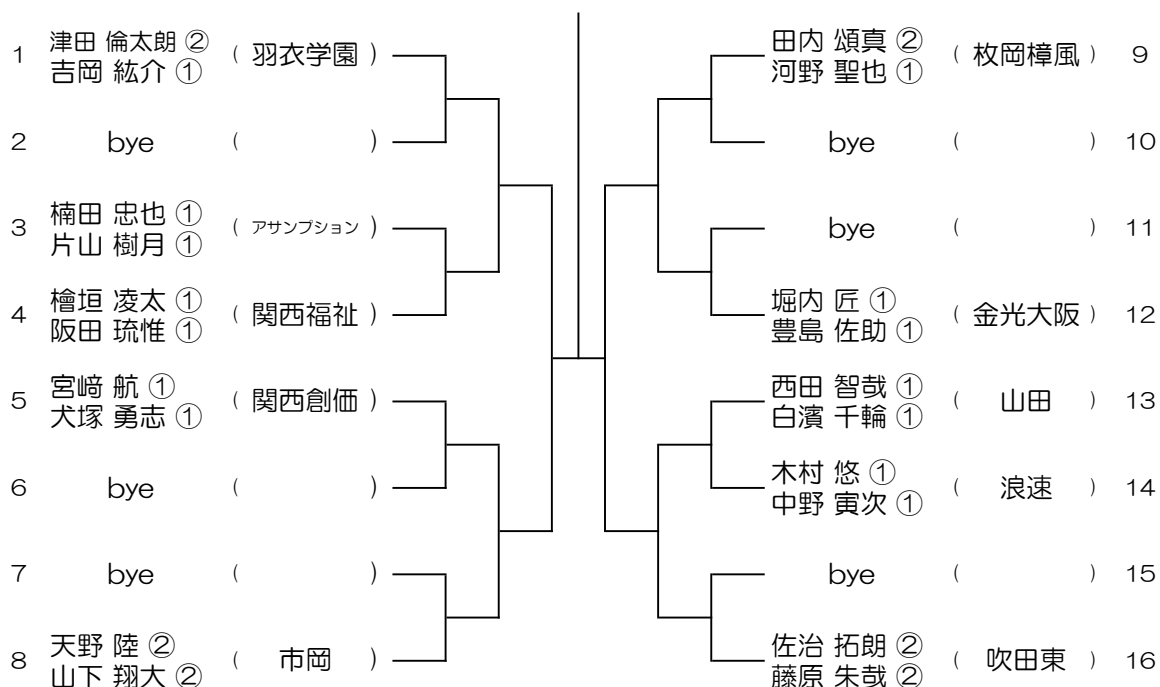 1 津田 倫太朗 ② ( 羽衣学園 )
吉岡 紘介 ①
2 bye ( )
3 楠田 忠也 ① ( アサンプション )
片山 樹月 ①
4 檜垣 凌太 ① ( 関西福祉 )
阪田 琉惟 ①
5 宮﨑 航 ① ( 関西創価 )
犬塚 勇志 ①
6 bye ( )
7 bye ( )
8 天野 陸 ② ( 市岡 )
山下 翔大 ②
田内 頌真 ② ( 枚岡樟風 ) 9
河野 聖也 ①
bye ( ) 10
bye ( ) 11
堀内 匠 ① ( 金光大阪 ) 12
豊島 佐助 ①
西田 智哉 ① ( 山田 ) 13
白濱 千輪 ①
木村 悠 ① ( 浪速 ) 14
中野 寅次 ①
bye ( ) 15
佐治 拓朗 ② ( 吹田東 ) 16
藤原 朱哉 ②